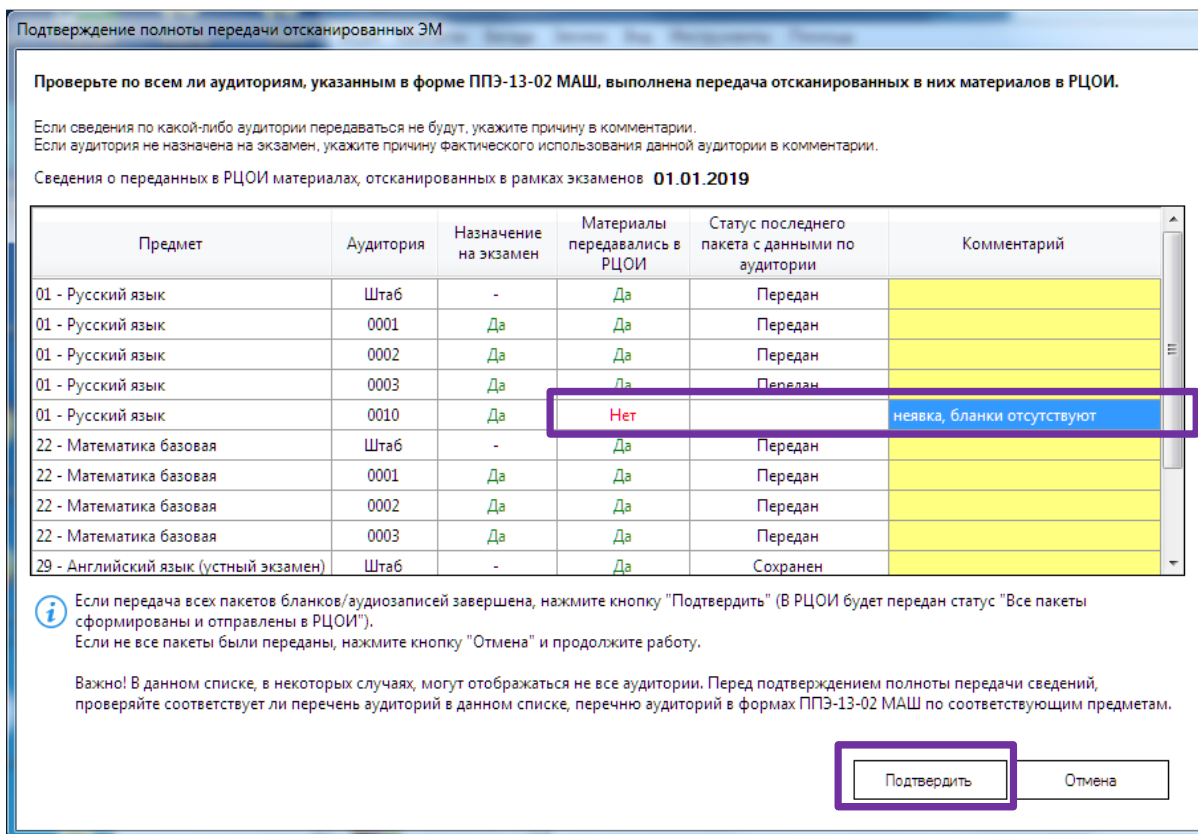 Подтверждение полноты передачи отсканированных ЭМ
Проверьте по всем ли аудиториям, указанным в форме ППЭ-13-02 МАШ, выполнена передача отсканированных в них материалов в РЦОИ.
Если сведения по какой-либо аудитории передаваться не будут, укажите причину в комментарии.
Если аудитория не назначена на экзамен, укажите причину фактического использования данной аудитории в комментарии.
Сведения о переданных в РЦОИ материалах, отсканированных в рамках экзаменов 01.01.2019
Предмет Аудитория Назначение на экзамен Материалы передавались в РЦОИ Статус последнего пакета с данными по аудитории Комментарий
01 - Русский язык Штаб - Да Передан
01 - Русский язык 0001 Да Да Передан
01 - Русский язык 0002 Да Да Передан
01 - Русский язык 0003 Да Да Передан
01 - Русский язык 0010 Да Нет неявка, бланки отсутствуют
22 - Математика базовая Штаб - Да Передан
22 - Математика базовая 0001 Да Да Передан
22 - Математика базовая 0002 Да Да Передан
22 - Математика базовая 0003 Да Да Передан
29 - Английский язык (устный экзамен) Штаб - Да Сохранен
Если передача всех пакетов бланков/аудиозаписей завершена, нажмите кнопку "Подтвердить" (В РЦОИ будет передан статус "Все пакеты
сформированы и отправлены в РЦОИ").
Если не все пакеты были переданы, нажмите кнопку "Отмена" и продолжите работу.
Важно! В данном списке, в некоторых случаях, могут отображаться не все аудитории. Перед подтверждением полноты передачи сведений,
проверяйте соответствует ли перечень аудиторий в данном списке, перечню аудиторий в формах ППЭ-13-02 МАШ по соответствующим предметам.
Подтвердить Отмена